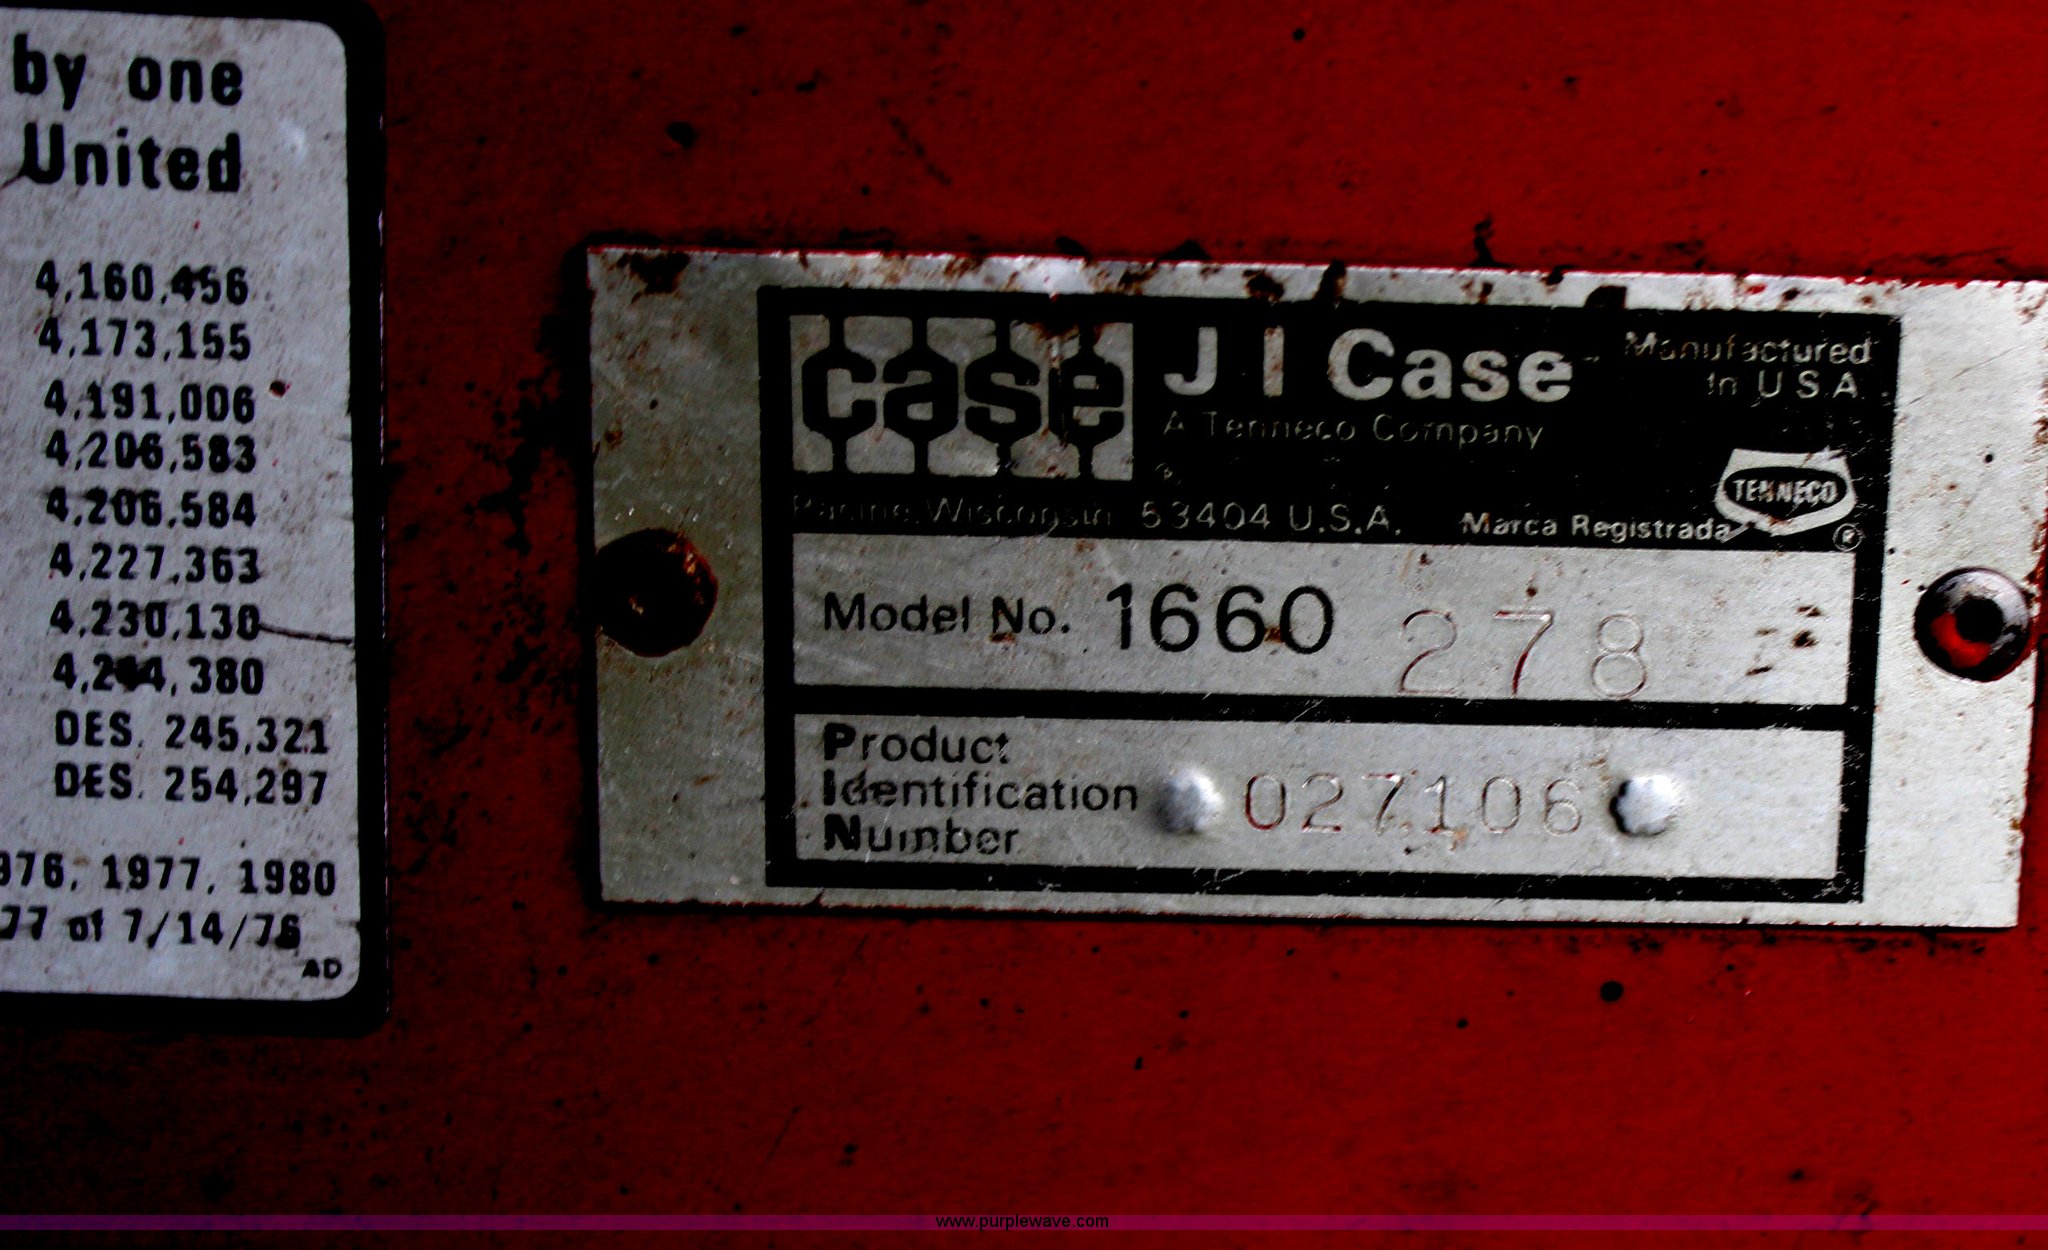 by one
United
4,160,456
4,173,155
4,191,006
4,206,583
4,206,584
4,227,363
4,230,130
4,244,380
DES. 245,321
DES. 254,297
976, 1977, 1980
77 of 7/14/76
AD
case
J I Case
A Tenneco Company
Manufactured
In U S A
TENNECO
Racine, Wisconsin 53404 U.S.A.
Marca Registrada
®
Model No. 1660 278
Product
Identification
Number
027106
www.purplewave.com